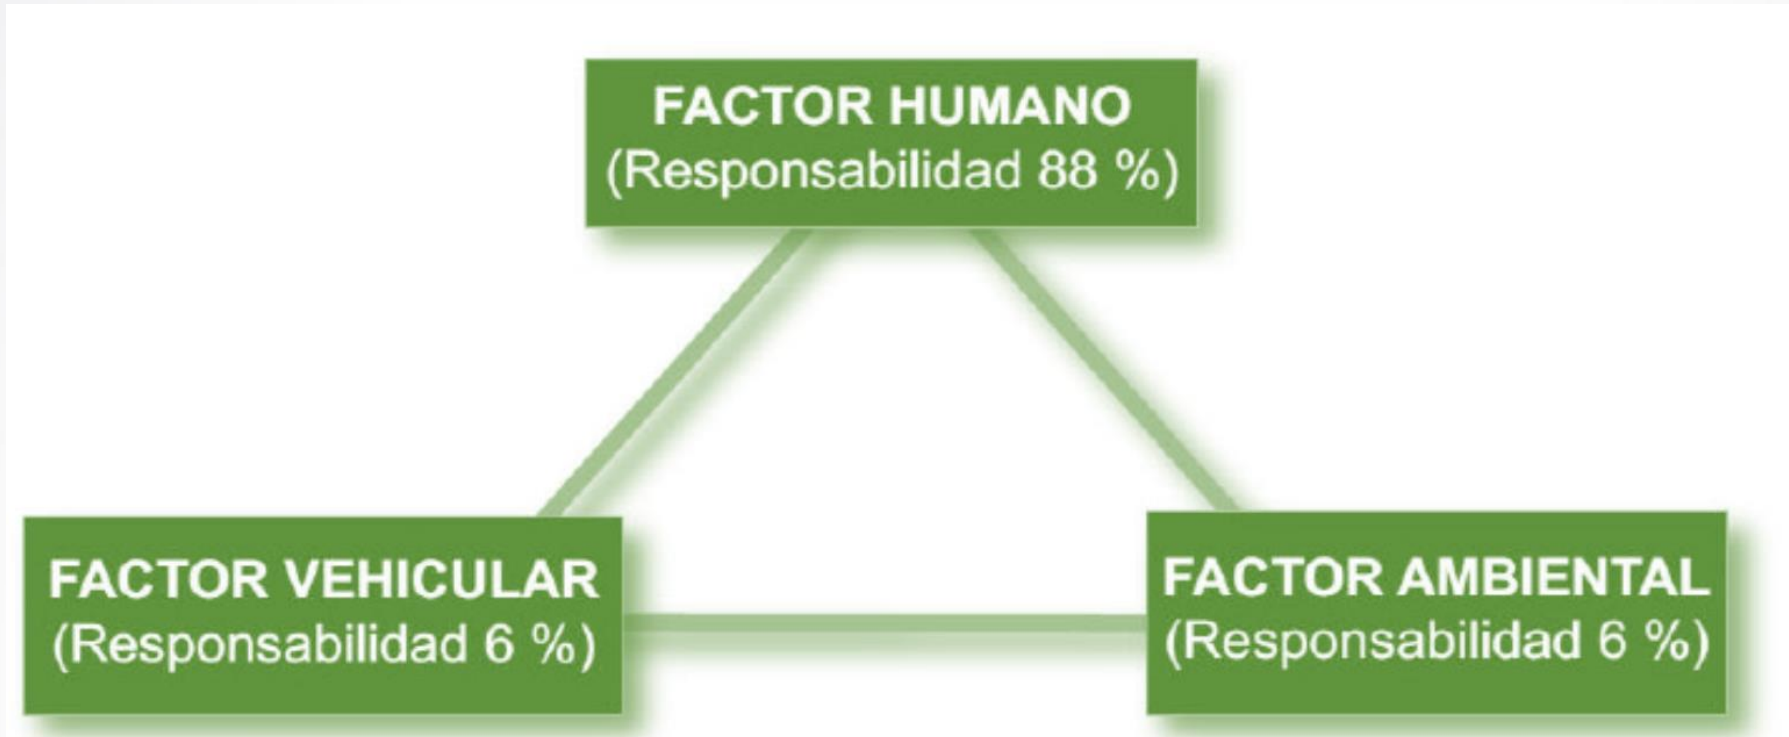 FACTOR HUMANO
(Responsabilidad 88 %)
FACTOR VEHICULAR
(Responsabilidad 6 %)
FACTOR AMBIENTAL
(Responsabilidad 6 %)